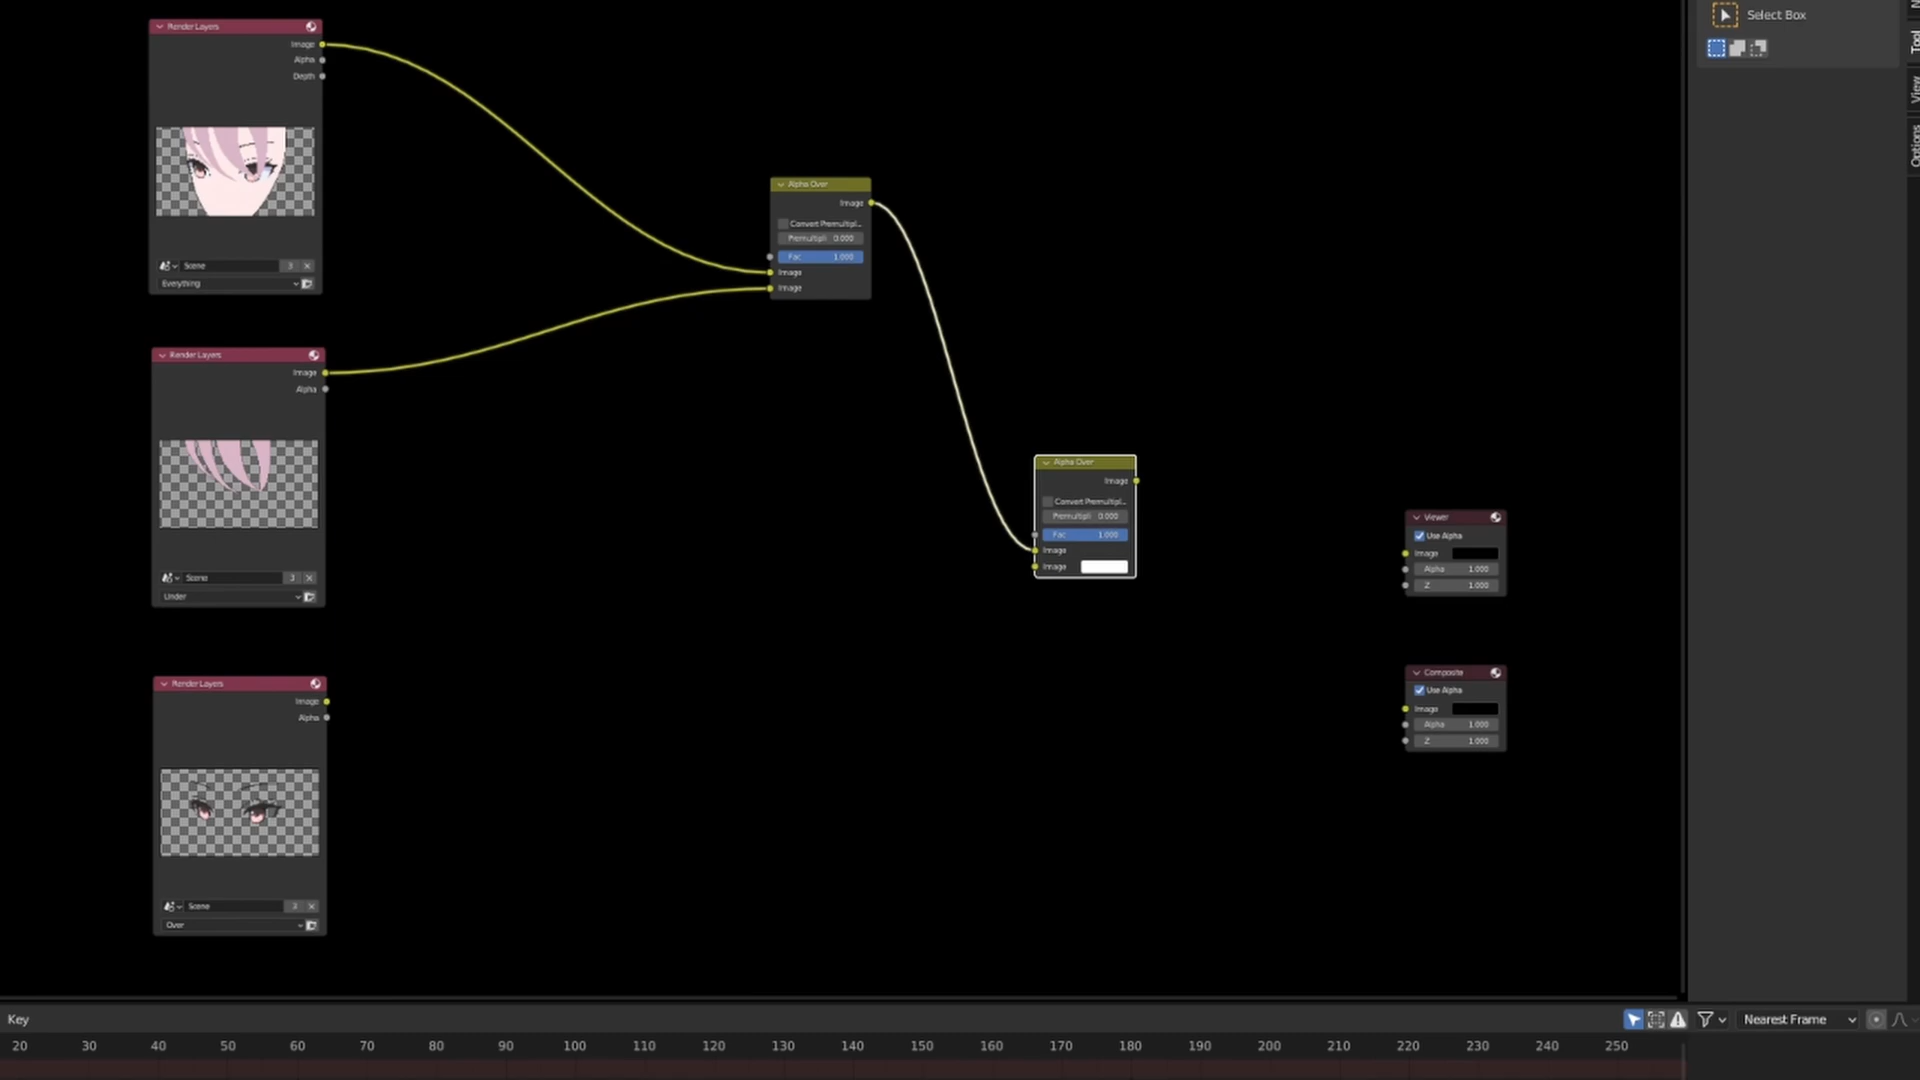 Render Layers
Image
Alpha
Depth
Scene
3
Everything
Render Layers
Image
Alpha
Scene
3
Under
Render Layers
Image
Alpha
Scene
3
Over
Alpha Over
Image
Convert Premultipl...
Premultipli 0.000
Fac 1.000
Image
Image
Alpha Over
Image
Convert Premultipl...
Premultipli 0.000
Fac 1.000
Image
Image
Viewer
Use Alpha
Image
Alpha 1.000
Z 1.000
Composite
Use Alpha
Image
Alpha 1.000
Z 1.000
Select Box
Tool
View
Options
Key
Nearest Frame
20 30 40 50 60 70 80 90 100 110 120 130 140 150 160 170 180 190 200 210 220 230 240 250